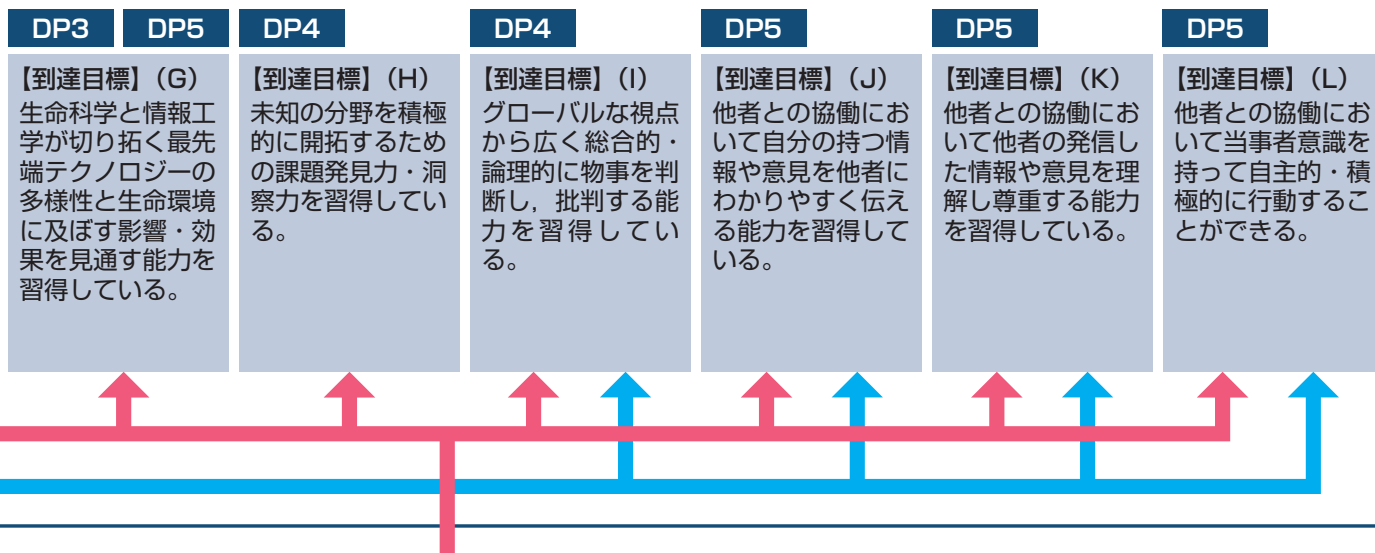 DP3 DP5
【到達目標】（G）
生命科学と情報工
学が切り拓く最先
端テクノロジーの
多様性と生命環境
に及ぼす影響・効
果を見通す能力を
習得している。
DP4
【到達目標】（H）
未知の分野を積極
的に開拓するため
の課題発見力・洞
察力を習得してい
る。
DP4
【到達目標】（I）
グローバルな視点
から広く総合的・
論理的に物事を判
断し，批判する能
力を習得してい
る。
DP5
【到達目標】（J）
他者との協働にお
いて自分の持つ情
報や意見を他者に
わかりやすく伝え
る能力を習得して
いる。
DP5
【到達目標】（K）
他者との協働にお
いて他者の発信し
た情報や意見を理
解し尊重する能力
を習得している。
DP5
【到達目標】（L）
他者との協働にお
いて当事者意識を
持って自主的・積
極的に行動するこ
とができる。